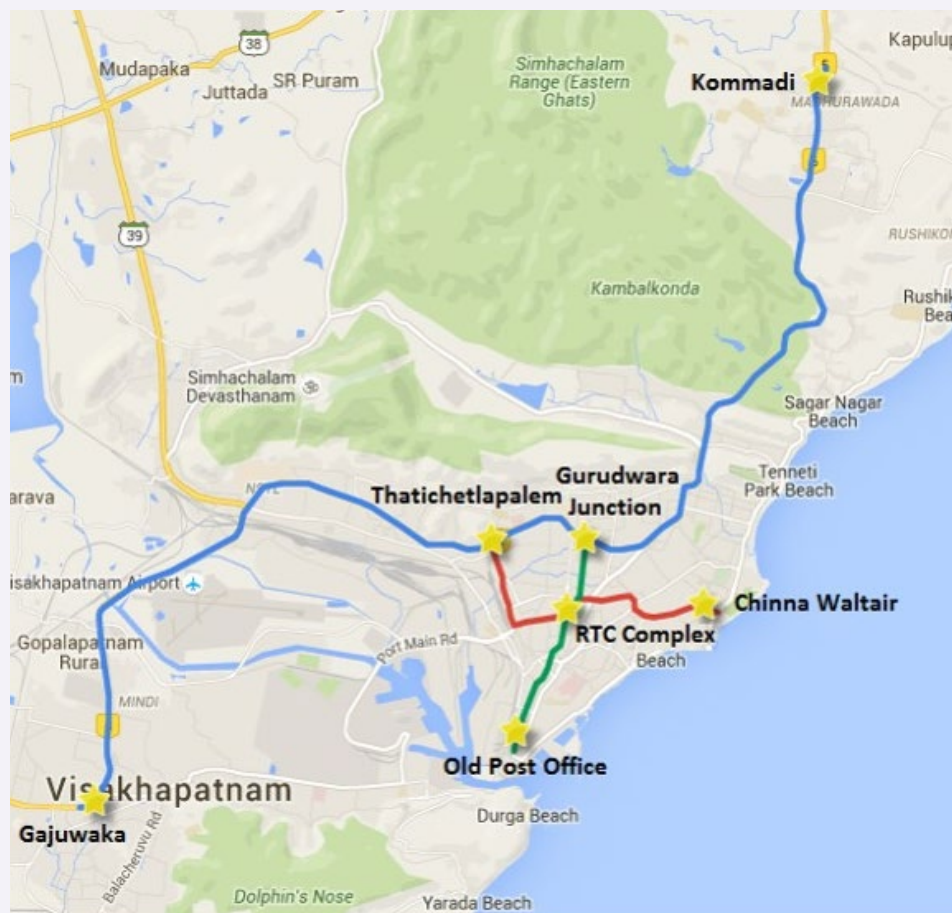 38
Mudapaka
SR Puram
Juttada
Simhachalam
Range (Eastern
Ghats)
Kommadi
Kapulup
39
Kambalkonda
RUSHIKO
Rushik
Bea
Simhachalam
Devasthanam
Sagar Nagar
Beach
Tenneti
Park Beach
Thatichetlapalem
Gurudwara
Junction
arava
isakhapatnam Airport
Gopalapatnam
Rural
Port Main Rd
RTC Complex
Chinna Waltair
Beach
MINDI
Old Post Office
Visakhapatnam
Gajuwaka
Balacheruvu Rd
Durga Beach
Dolphin's Nose
Yarada Beach